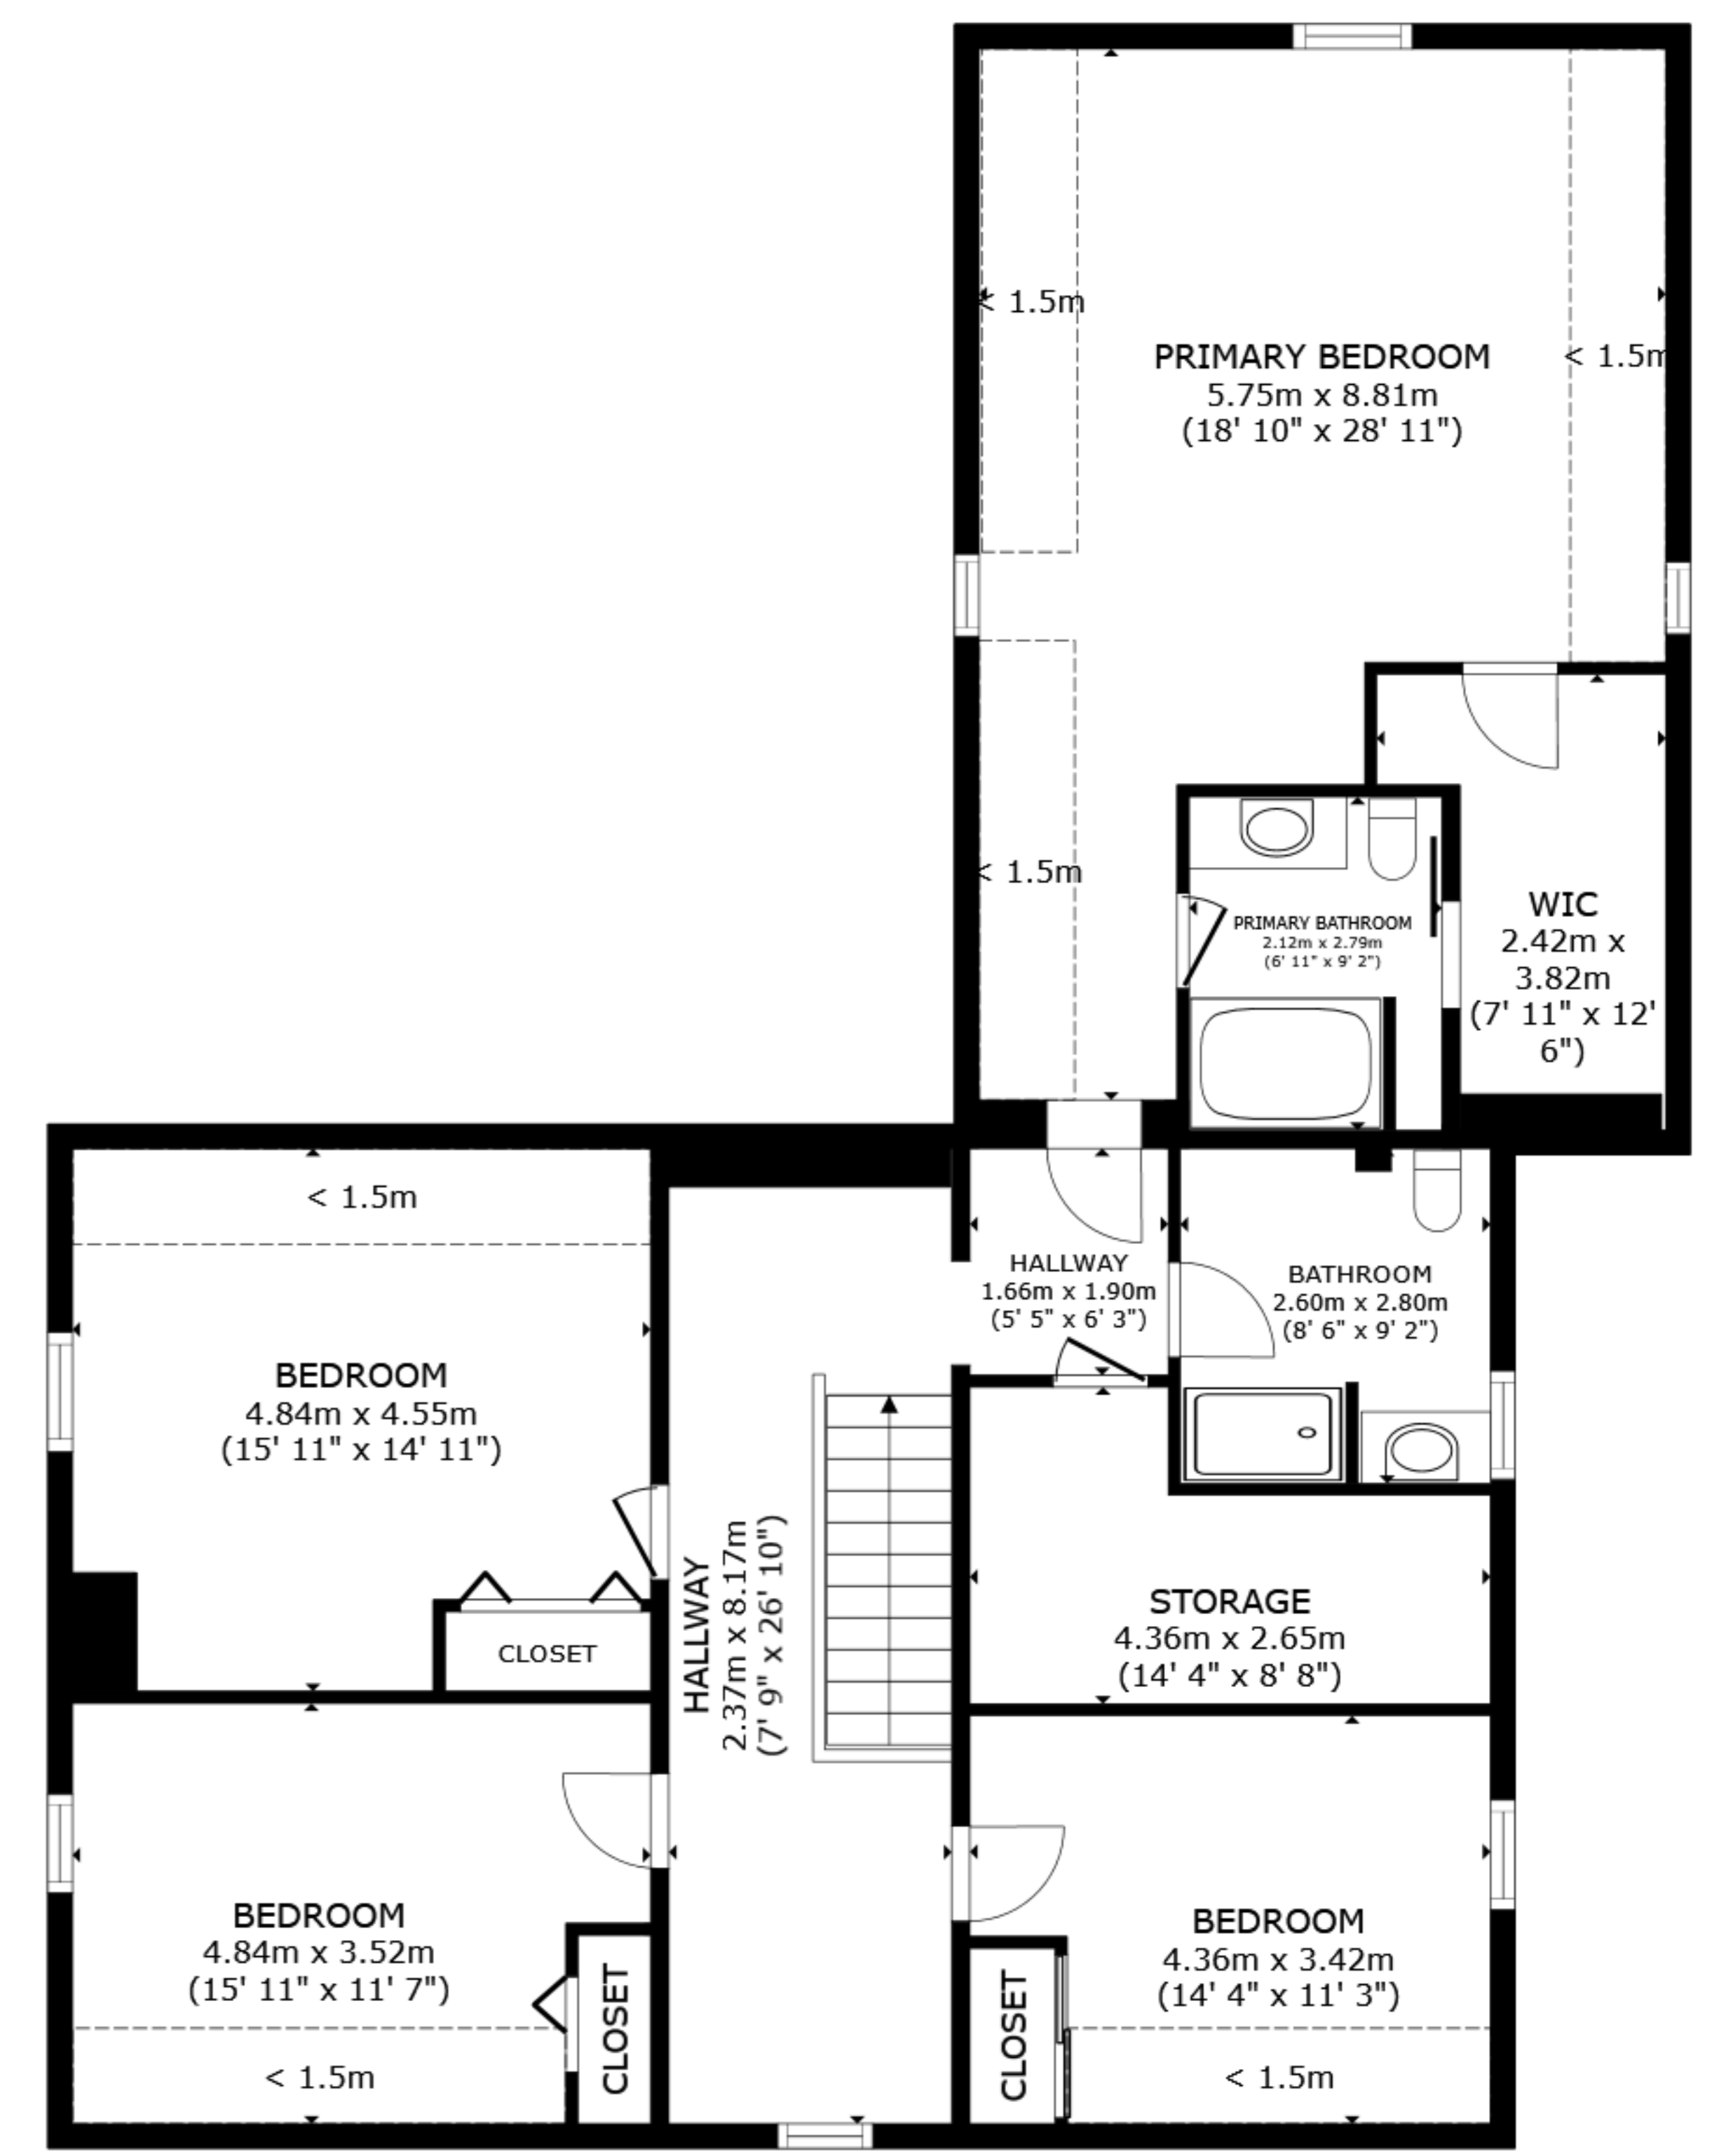 < 1.5m
PRIMARY BEDROOM
5.75m x 8.81m
(18' 10" x 28' 11")
< 1.5m
< 1.5m
PRIMARY BATHROOM
2.12m x 2.79m
(6' 11" x 9' 2")
WIC
2.42m x
3.82m
(7' 11" x 12'
6")
< 1.5m
BEDROOM
4.84m x 4.55m
(15' 11" x 14' 11")
CLOSET
HALLWAY
1.66m x 1.90m
(5' 5" x 6' 3")
BATHROOM
2.60m x 2.80m
(8' 6" x 9' 2")
HALLWAY
2.37m x 8.17m
(7' 9" x 26' 10")
STORAGE
4.36m x 2.65m
(14' 4" x 8' 8")
BEDROOM
4.84m x 3.52m
(15' 11" x 11' 7")
< 1.5m
CLOSET
CLOSET
BEDROOM
4.36m x 3.42m
(14' 4" x 11' 3")
< 1.5m